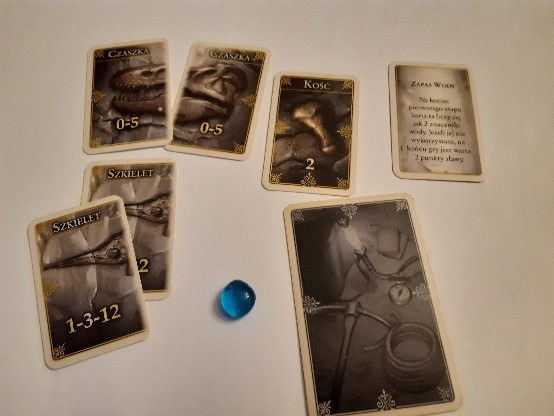 Czaszka
0-5
Czaszka
0-5
Kość
2
Zapas Wody
Na koniec
pierwszego etapu
karta ta liczy się
jak 2 znaczniki
wody. Jeżeli jej nie
wykorzystasz, na
końcu gry jest warta
2 punkty sławy.
Szkielet
2
Szkielet
1-3-12